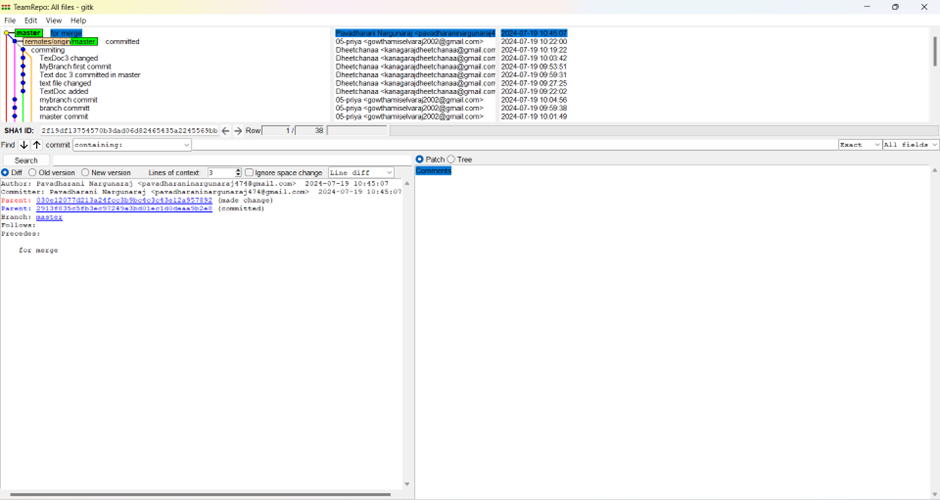 TeamRepo: All files - gitk
File Edit View Help
master for merge Pavadharani Nargunaraj <pavadharaninargunaraj4 2024-07-19 10:45:07
remotes/origin/master committed 05-priya <gowthamiselvaraj2002@gmail.com> 2024-07-19 10:22:00
commiting Dheetchanaa <kanagarajdheetchanaa@gmail.com 2024-07-19 10:19:22
TexDoc3 changed Dheetchanaa <kanagarajdheetchanaa@gmail.com 2024-07-19 10:03:42
MyBranch first commit Dheetchanaa <kanagarajdheetchanaa@gmail.com 2024-07-19 09:53:51
Text doc 3 committed in master Dheetchanaa <kanagarajdheetchanaa@gmail.com 2024-07-19 09:59:31
text file changed Dheetchanaa <kanagarajdheetchanaa@gmail.com 2024-07-19 09:27:25
TextDoc added Dheetchanaa <kanagarajdheetchanaa@gmail.com 2024-07-19 09:22:02
mybranch commit 05-priya <gowthamiselvaraj2002@gmail.com> 2024-07-19 10:04:56
branch committ 05-priya <gowthamiselvaraj2002@gmail.com> 2024-07-19 09:59:38
master commit 05-priya <gowthamiselvaraj2002@gmail.com> 2024-07-19 10:01:49
SHA1 ID: Row 1 / 38
Find commit containing: Exact All fields
Search Patch Tree
Diff Old version New version Lines of context: 3 Ignore space change Line diff
Comments
Author: Pavadharani Nargunaraj <pavadharaninargunaraj474@gmail.com> 2024-07-19 10:45:07
Committer: Pavadharani Nargunaraj <pavadharaninargunaraj474@gmail.com> 2024-07-19 10:45:07
Parent: (made change)
Parent: (committed)
Branch: master
Follows:
Precedes:
for merge